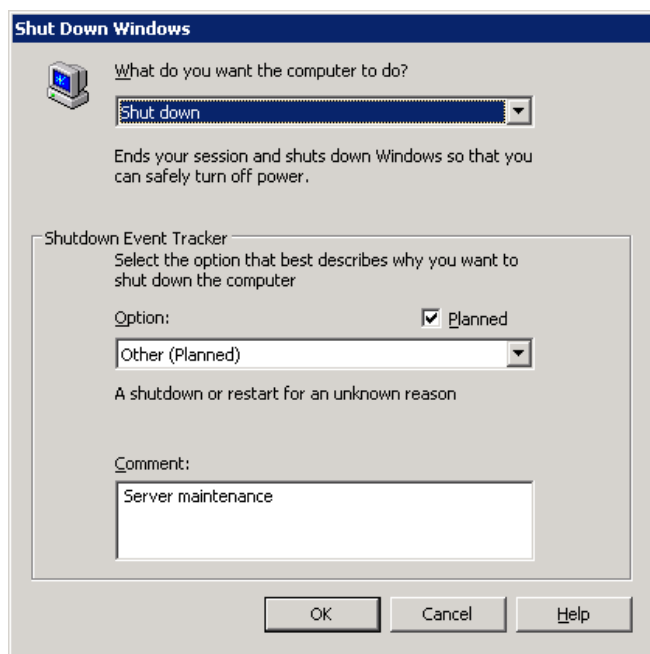 Shut Down Windows
What do you want the computer to do?
Shut down
Ends your session and shuts down Windows so that you
can safely turn off power.
Shutdown Event Tracker
Select the option that best describes why you want to
shut down the computer
Option:
Planned
Other (Planned)
A shutdown or restart for an unknown reason
Comment:
Server maintenance
OK
Cancel
Help